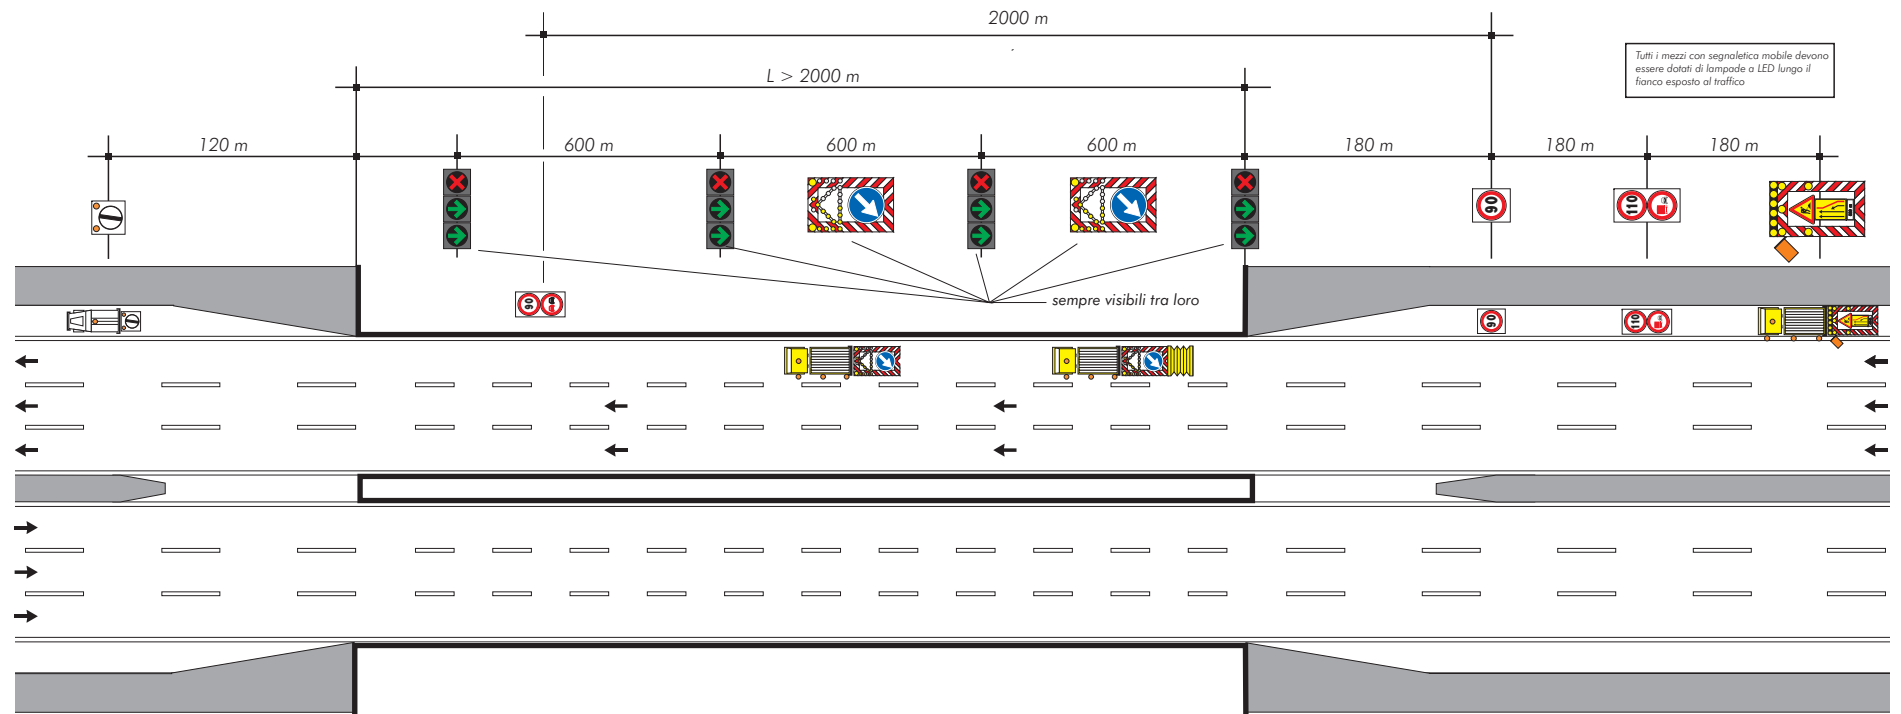 2000 m
Tutti i mezzi con segnaletica mobile devono
essere dotati di lampade a LED lungo il
fianco esposto al traffico
L > 2000 m
120 m
600 m
600 m
600 m
180 m
180 m
180 m
90
110
90
sempre visibili tra loro
90
110